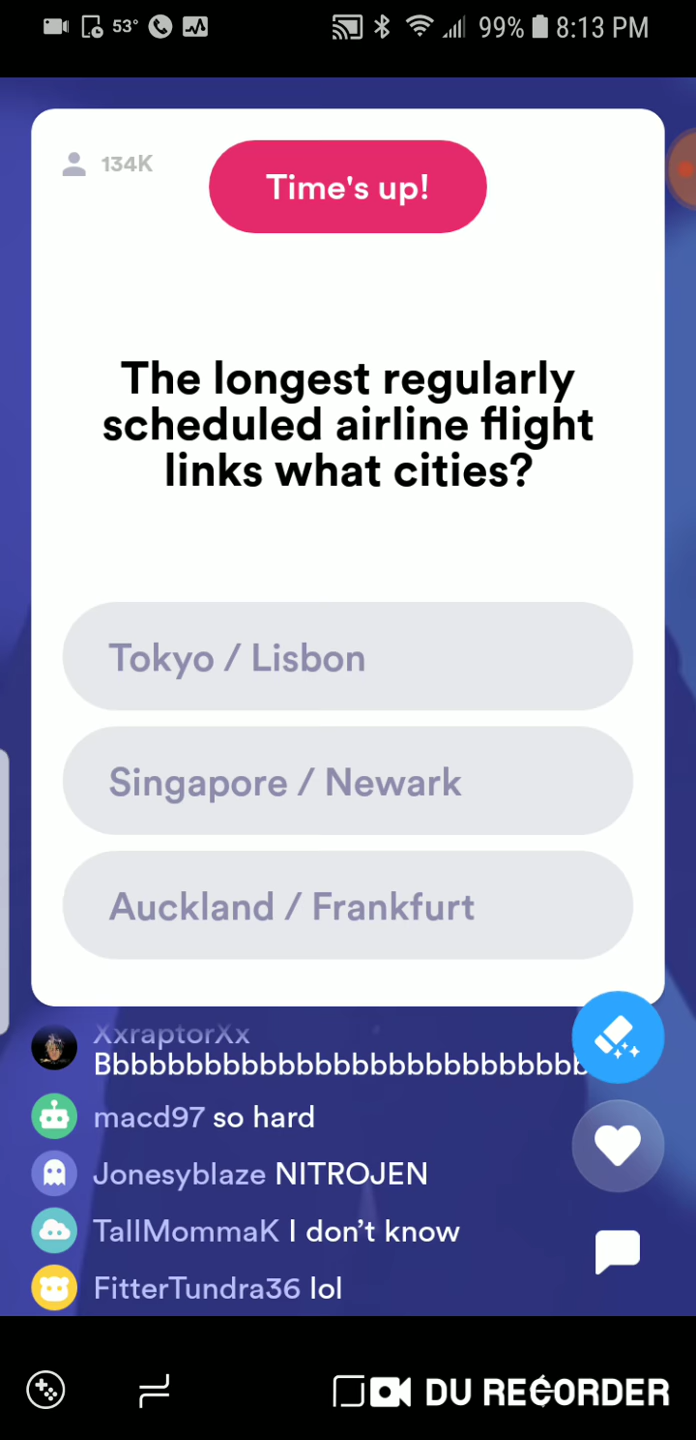 53° 99% 8:13 PM
134K
Time's up!
The longest regularly
scheduled airline flight
links what cities?
Tokyo / Lisbon
Singapore / Newark
Auckland / Frankfurt
XxraptorXx
Bbbbbbbbbbbbbbbbbbbbbbbbbbb
macd97 so hard
Jonesyblaze NITROJEN
TallMommaK I don’t know
FitterTundra36 lol
DU RECORDER